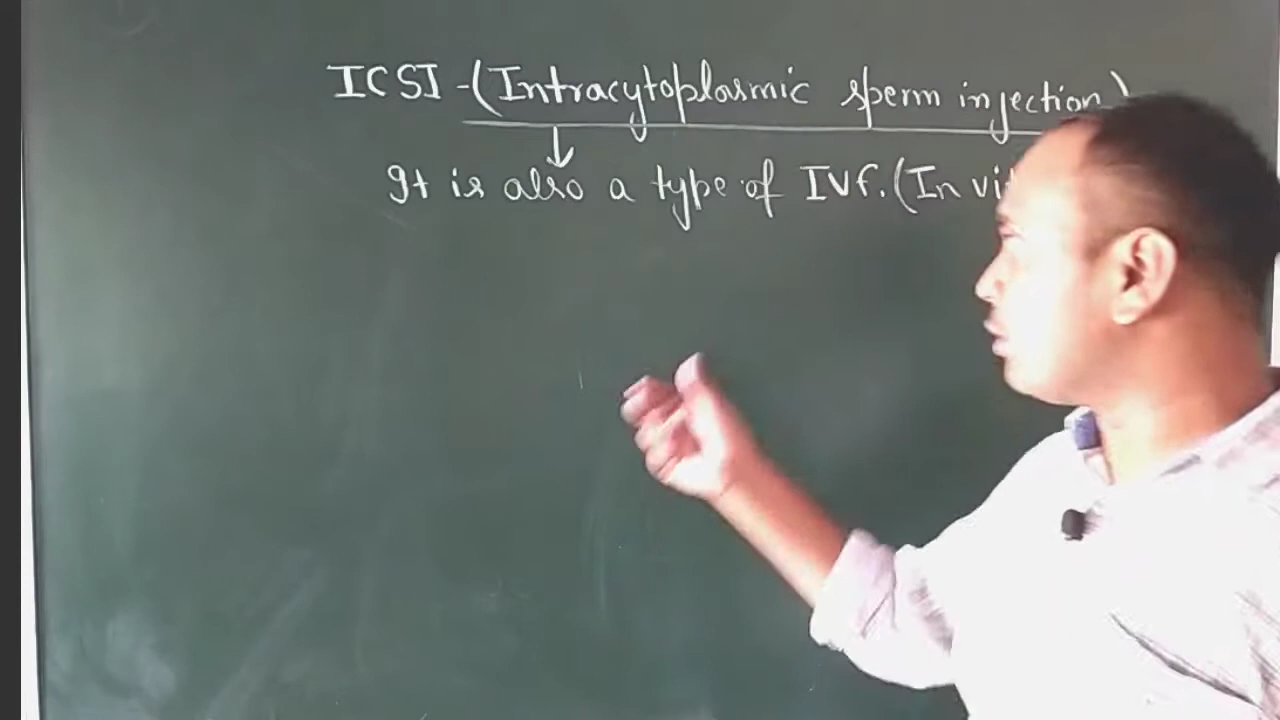 ICSI -(Intracytoplasmic sperm injection)
It is also a type of IVF. (In